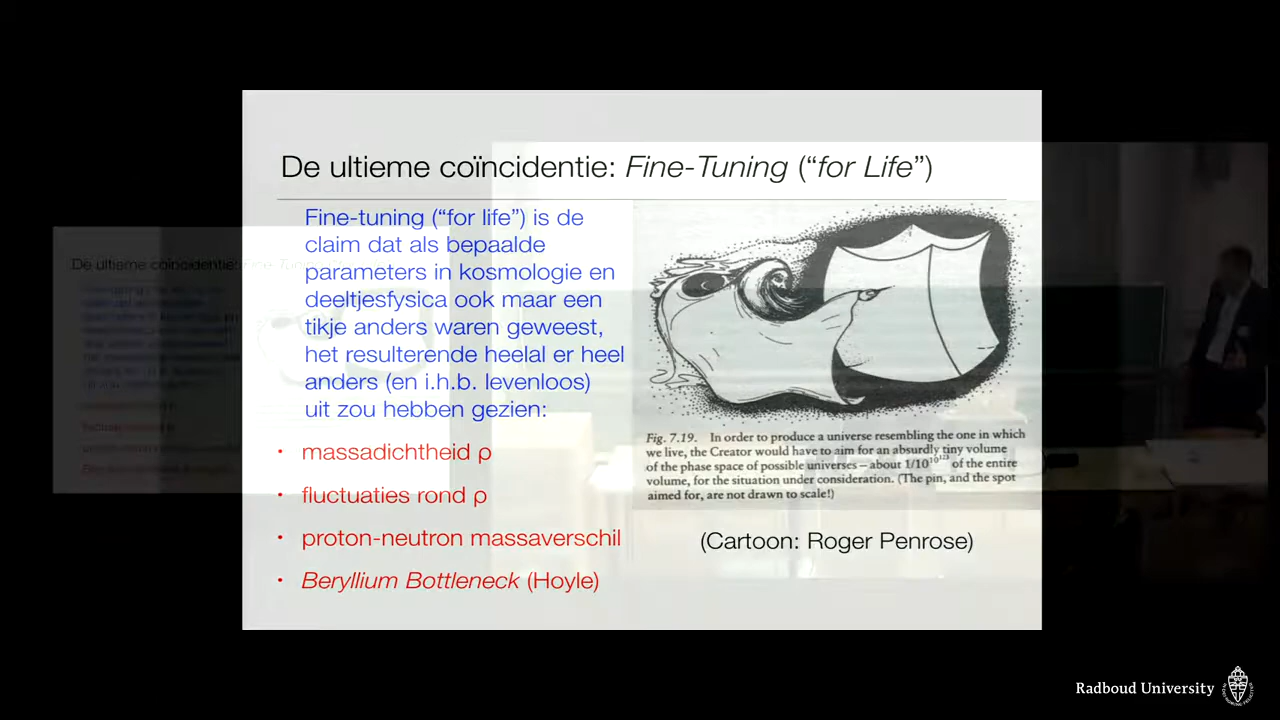 De ultieme coïncidentie: Fine-Tuning (“for Life”)
Fine-tuning (“for life”) is de
claim dat als bepaalde
parameters in kosmologie en
deeltjesfysica ook maar een
tikje anders waren geweest,
het resulterende heelal er heel
anders (en i.h.b. levenloos)
uit zou hebben gezien:
• massadichtheid ρ
• fluctuaties rond ρ
• proton-neutron massaverschil
• Beryllium Bottleneck (Hoyle)
Fig. 7.19. In order to produce a universe resembling the one in which
we live, the Creator would have to aim for an absurdly tiny volume
of the phase space of possible universes – about 1/10^10^123 of the entire
volume, for the situation under consideration. (The pin, and the spot
aimed for, are not drawn to scale!)
(Cartoon: Roger Penrose)
De ultieme coïncidentie:
Radboud University